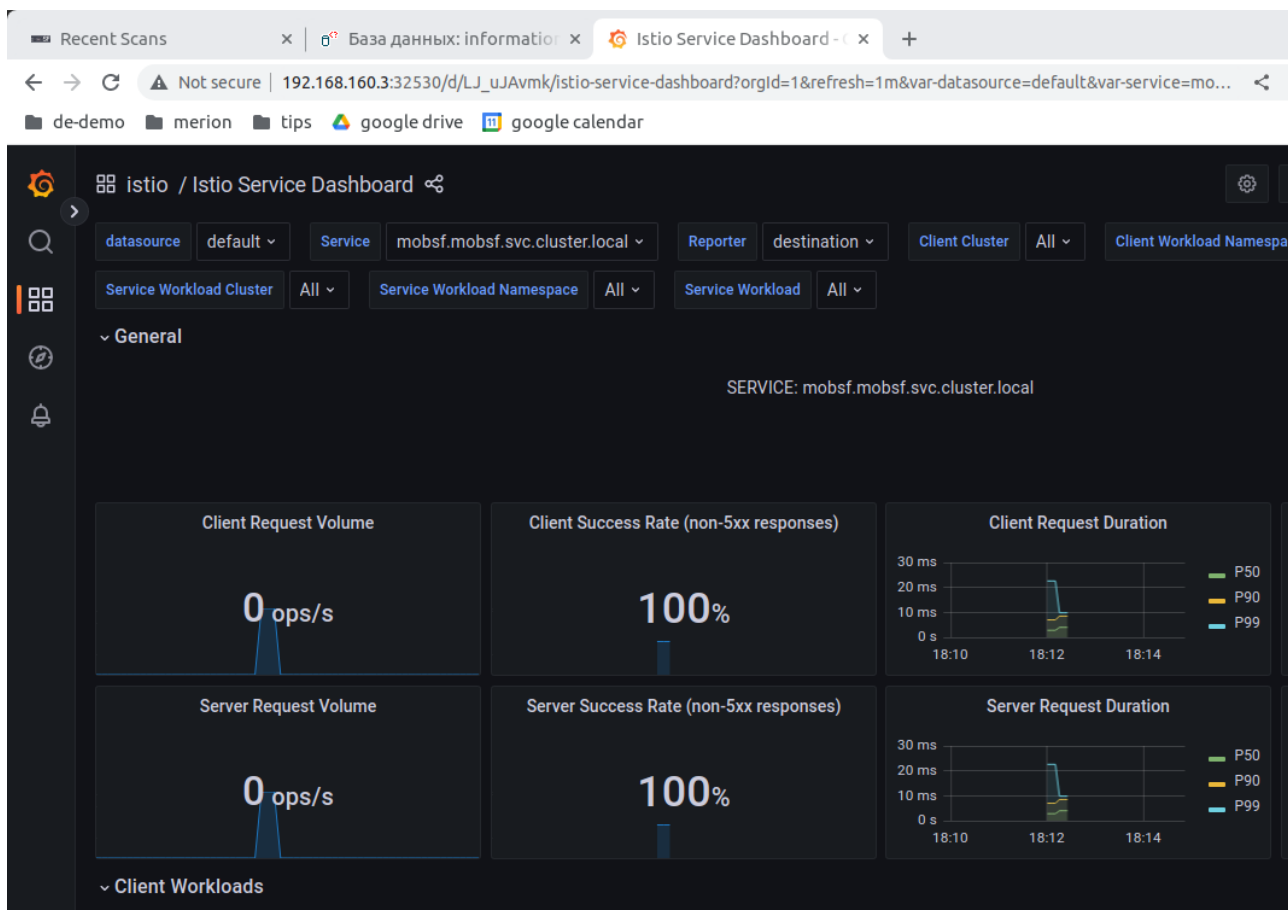 Recent Scans
База данных: information
Istio Service Dashboard - G
Not secure | 192.168.160.3:32530/d/LJ_uJAvmk/istio-service-dashboard?orgId=1&refresh=1m&var-datasource=default&var-service=mo...
de-demo merion tips google drive 11 google calendar
istio / Istio Service Dashboard
datasource default Service mobsf.mobsf.svc.cluster.local Reporter destination Client Cluster All Client Workload Namespa
Service Workload Cluster All Service Workload Namespace All Service Workload All
General
SERVICE: mobsf.mobsf.svc.cluster.local
Client Request Volume
0 ops/s
Client Success Rate (non-5xx responses)
100%
Client Request Duration
30 ms
20 ms
10 ms
0 s
18:10 18:12 18:14
P50
P90
P99
Server Request Volume
0 ops/s
Server Success Rate (non-5xx responses)
100%
Server Request Duration
30 ms
20 ms
10 ms
0 s
18:10 18:12 18:14
P50
P90
P99
Client Workloads